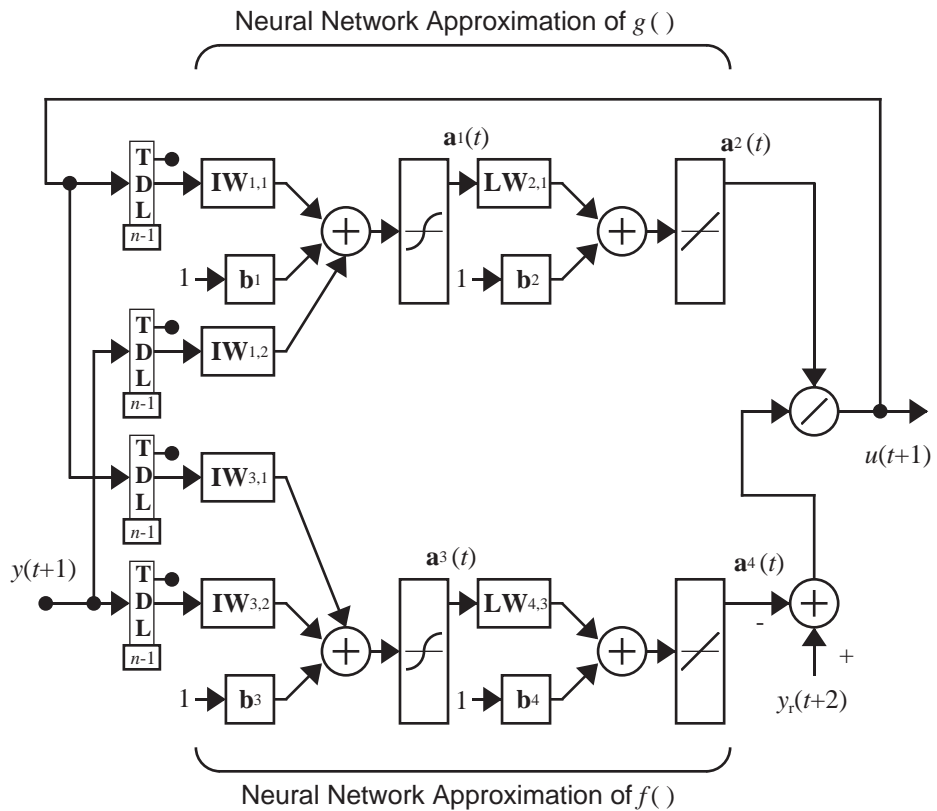 Neural Network Approximation of g ( )
a1(t) a2(t)
T D L n-1 IW1,1 LW2,1
1 b1 1 b2
T D L n-1 IW1,2
u(t+1)
T D L n-1 IW3,1
y(t+1) a3(t) a4(t)
T D L n-1 IW3,2 LW4,3
-
+
1 b3 1 b4 yr(t+2)
Neural Network Approximation of f ( )